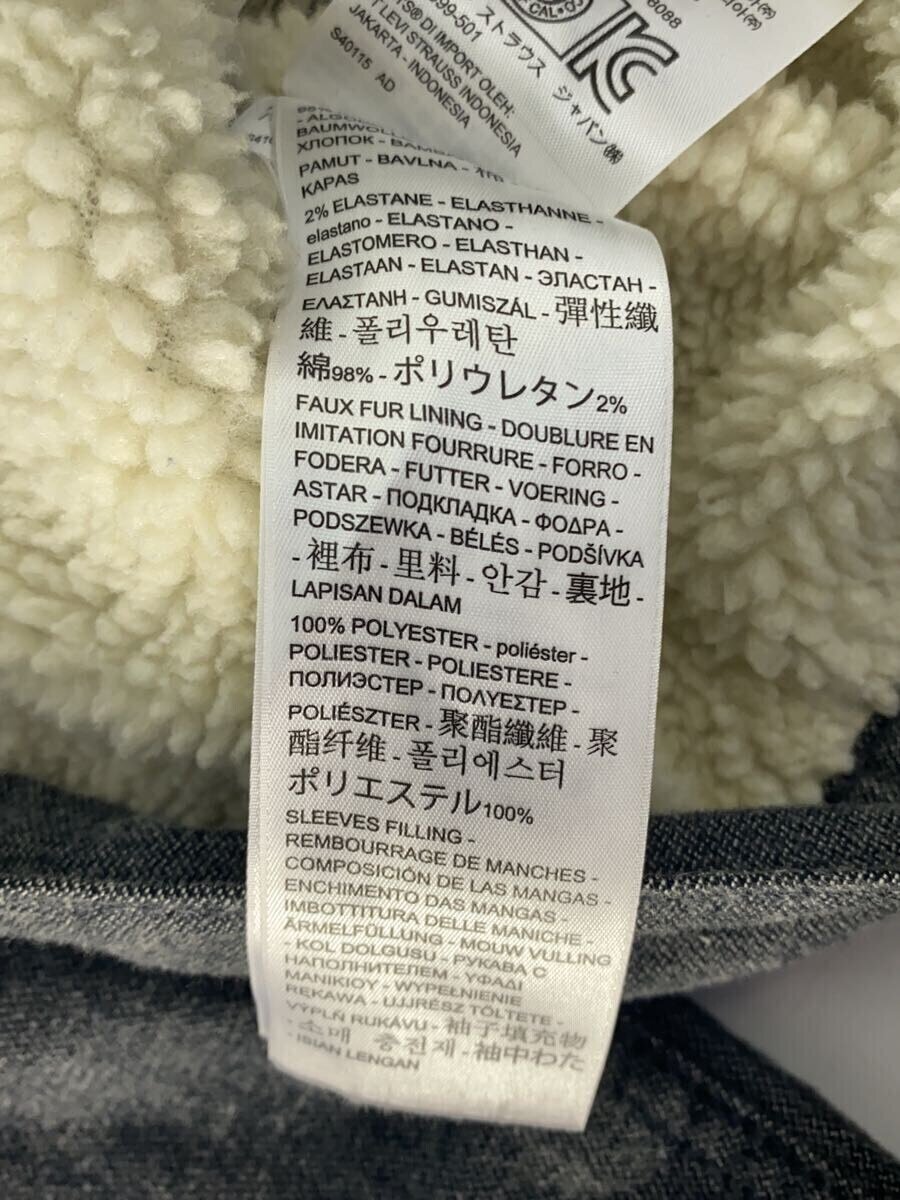 8088
CAL.
99-501
ストラウス ジャパン㈱
DI IMPORT OLEH:
LEVI STRAUSS INDONESIA
JAKARTA - INDONESIA
S40115 AD
BAUMWOLL
ХЛОПОК - BAMB
PAMUT - BAVLNA -
KAPAS
2% ELASTANE - ELASTHANNE -
elastano - ELASTANO -
ELASTOMERO - ELASTHAN -
ELASTAAN - ELASTAN - ЭЛАСТАН -
ΕΛΑΣΤΑΝΗ - GUMISZÁL - 彈性纖
維 - 폴리우레탄
綿98% - ポリウレタン2%
FAUX FUR LINING - DOUBLURE EN
IMITATION FOURRURE - FORRO -
FODERA - FUTTER - VOERING -
ASTAR - ПОДКЛАДКА - ΦΟΔΡΑ -
PODSZEWKA - BÉLÉS - PODŠÍVKA
- 裡布 - 里料 - 안감 - 裏地 -
LAPISAN DALAM
100% POLYESTER - poliéster -
POLIESTER - POLIESTERE -
ПОЛИЭСТЕР - ΠΟΛΥΕΣΤΕΡ -
POLIÉSZTER - 聚酯纖維 - 聚
酯纤维 - 폴리에스터
ポリエステル100%
SLEEVES FILLING -
REMBOURRAGE DE MANCHES -
COMPOSICIÓN DE LAS MANGAS -
ENCHIMENTO DAS MANGAS -
IMBOTTITURA DELLE MANICHE -
ÄRMELFÜLLUNG - MOUW VULLING
- KOL DOLGUSU - РУКАВА С
НАПОЛНИТЕЛЕМ - ΥΦΑΔΙ
ΜΑΝΙΚΙΟΥ - WYPEŁNIENIE
RĘKAWA - UJJRÉSZ TÖLTETE -
VÝPLŇ RUKÁVU - 袖子填充物
- 소매 충전재 - 袖中わた
- ISIAN LENGAN